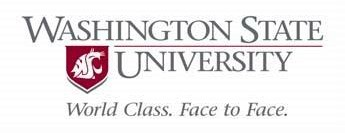 WASHINGTON STATE
UNIVERSITY
World Class. Face to Face.